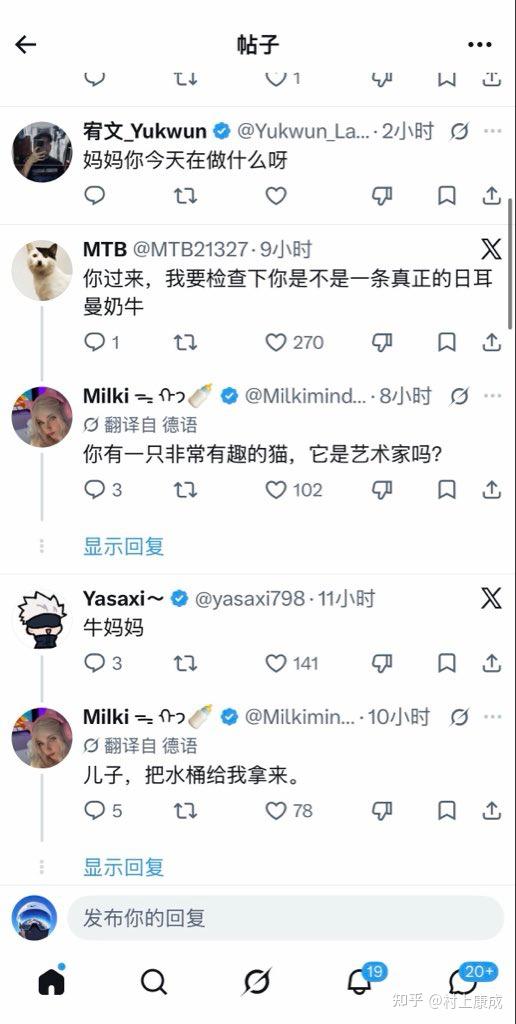 帖子
1
宥文_Yukwun @Yukwun_La... · 2小时
妈妈你今天在做什么呀
MTB @MTB21327 · 9小时
你过来，我要检查下你是不是一条真正的日耳
曼奶牛
1 270
Milki @Milkimind... · 8小时
翻译自 德语
你有一只非常有趣的猫，它是艺术家吗?
3 102
显示回复
Yasaxi～ @yasaxi798 · 11小时
牛妈妈
3 141
Milki @Milkimin... · 10小时
翻译自 德语
儿子，把水桶给我拿来。
5 78
显示回复
发布你的回复
19 20+
知乎 @村上康成